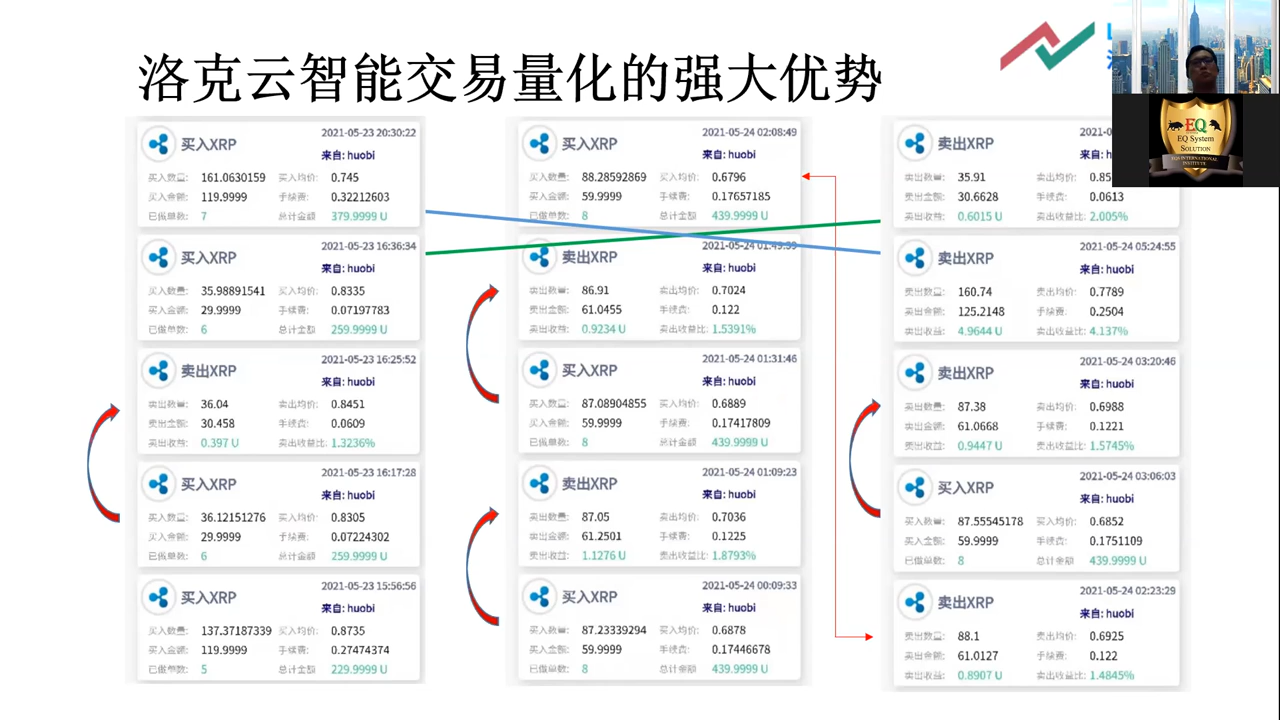 洛克云智能交易量化的强大优势
买入XRP
2021-05-23 20:30:22
来自: huobi
买入数量: 161.0630159 买入均价: 0.745
买入金额: 119.9999 手续费: 0.32212603
已做单数: 7 总计金额 379.9999 U
买入XRP
2021-05-23 16:36:34
来自: huobi
买入数量: 35.98891541 买入均价: 0.8335
买入金额: 29.9999 手续费: 0.07197783
已做单数: 6 总计金额 259.9999 U
卖出XRP
2021-05-23 16:25:52
来自: huobi
卖出数量: 36.04 卖出均价: 0.8451
卖出金额: 30.458 手续费: 0.0609
卖出收益: 0.397 U 卖出收益比: 1.3236%
买入XRP
2021-05-23 16:17:28
来自: huobi
买入数量: 36.12151276 买入均价: 0.8305
买入金额: 29.9999 手续费: 0.07224302
已做单数: 6 总计金额 259.9999 U
买入XRP
2021-05-23 15:56:56
来自: huobi
买入数量: 137.37187339 买入均价: 0.8735
买入金额: 119.9999 手续费: 0.27474374
已做单数: 5 总计金额 229.9999 U
买入XRP
2021-05-24 02:08:49
来自: huobi
买入数量: 88.28592869 买入均价: 0.6796
买入金额: 59.9999 手续费: 0.17657185
已做单数: 8 总计金额 439.9999 U
卖出XRP
2021-05-24 01:43:39
来自: huobi
卖出数量: 86.91 卖出均价: 0.7024
卖出金额: 61.0455 手续费: 0.122
卖出收益: 0.9234 U 卖出收益比: 1.5391%
买入XRP
2021-05-24 01:31:46
来自: huobi
买入数量: 87.08904855 买入均价: 0.6889
买入金额: 59.9999 手续费: 0.17417809
已做单数: 8 总计金额 439.9999 U
卖出XRP
2021-05-24 01:09:23
来自: huobi
卖出数量: 87.05 卖出均价: 0.7036
卖出金额: 61.2501 手续费: 0.1225
卖出收益: 1.1276 U 卖出收益比: 1.8793%
买入XRP
2021-05-24 00:09:33
来自: huobi
买入数量: 87.23339294 买入均价: 0.6878
买入金额: 59.9999 手续费: 0.17446678
已做单数: 8 总计金额 439.9999 U
卖出XRP
2021-0
来自: h
卖出数量: 35.91 卖出均价: 0.85
卖出金额: 30.6628 手续费: 0.0613
卖出收益: 0.6015 U 卖出收益比: 2.005%
卖出XRP
2021-05-24 05:24:55
来自: huobi
卖出数量: 160.74 卖出均价: 0.7789
卖出金额: 125.2148 手续费: 0.2504
卖出收益: 4.9644 U 卖出收益比: 4.137%
卖出XRP
2021-05-24 03:20:46
来自: huobi
卖出数量: 87.38 卖出均价: 0.6988
卖出金额: 61.0668 手续费: 0.1221
卖出收益: 0.9447 U 卖出收益比: 1.5745%
买入XRP
2021-05-24 03:06:03
来自: huobi
买入数量: 87.55545178 买入均价: 0.6852
买入金额: 59.9999 手续费: 0.1751109
已做单数: 8 总计金额 439.9999 U
卖出XRP
2021-05-24 02:23:29
来自: huobi
卖出数量: 88.1 卖出均价: 0.6925
卖出金额: 61.0127 手续费: 0.122
卖出收益: 0.8907 U 卖出收益比: 1.4845%
EQ
EQ System
SOLUTION
EQS INTERNATIONAL
INSTITUTE